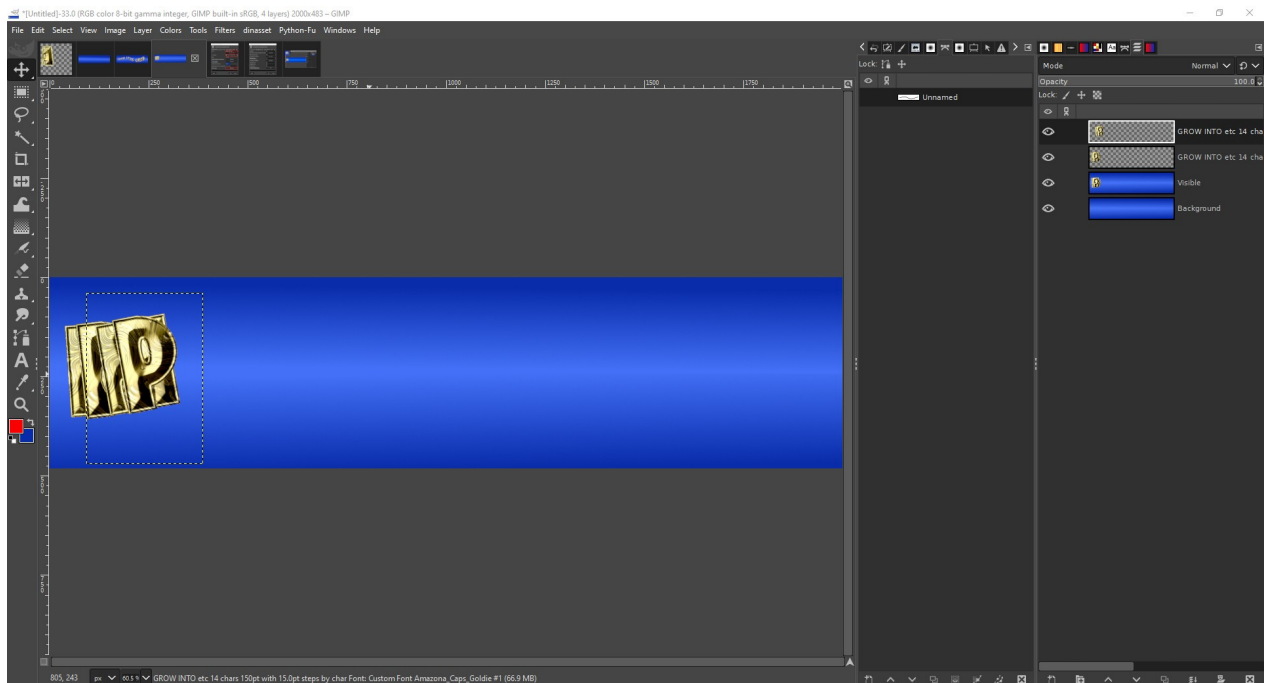 *[Untitled]-33.0 (RGB color 8-bit gamma integer, GIMP built-in sRGB, 4 layers) 2000x483 – GIMP
File Edit Select View Image Layer Colors Tools Filters dinasset Python-Fu Windows Help
Lock:
Unnamed
Mode Normal
Opacity 100.0
Lock:
GROW INTO etc 14 cha
GROW INTO etc 14 cha
Visible
Background
0 250 500 750 1000 1250 1500 1750
805, 243 px 60.5 % GROW INTO etc 14 chars 150pt with 15.0pt steps by char Font: Custom Font Amazona_Caps_Goldie #1 (66.9 MB)